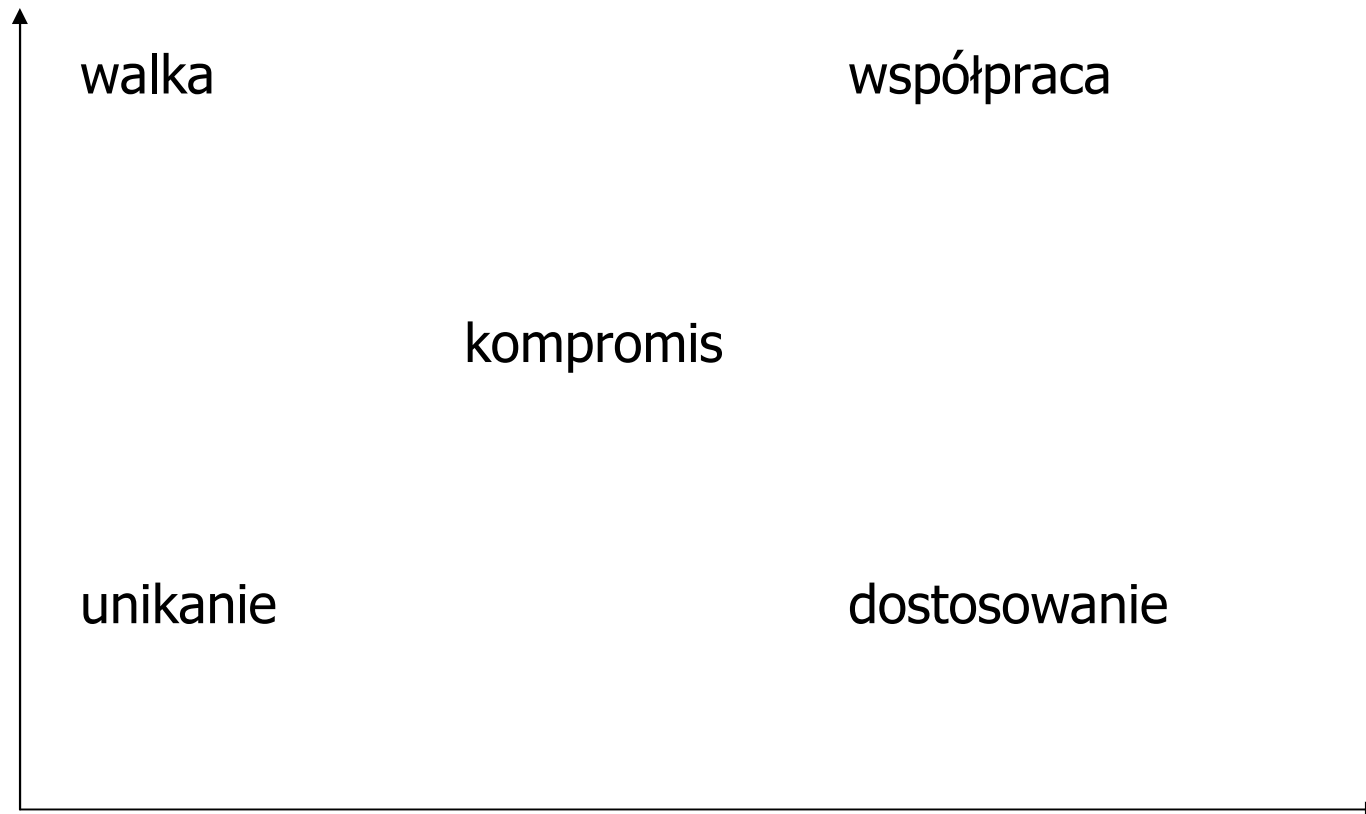 walka
współpraca
kompromis
unikanie
dostosowanie